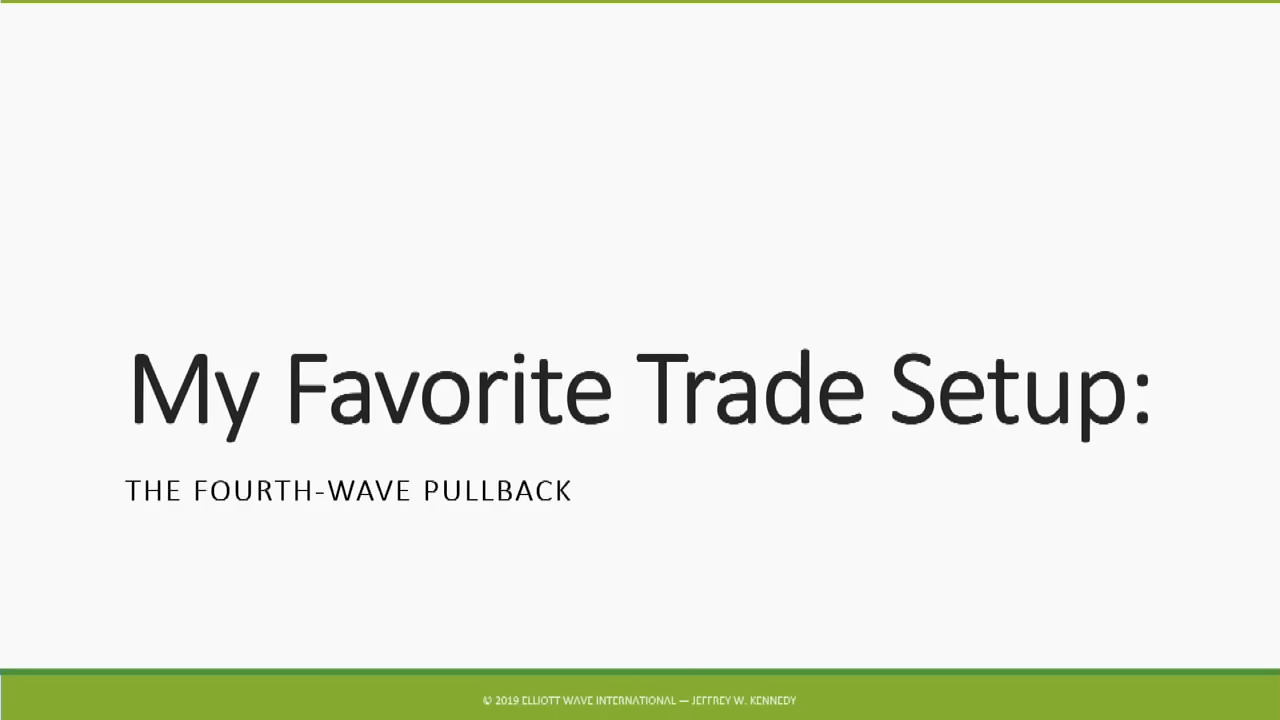 My Favorite Trade Setup:
THE FOURTH-WAVE PULLBACK
© 2019 ELLIOTT WAVE INTERNATIONAL — JEFFREY W. KENNEDY